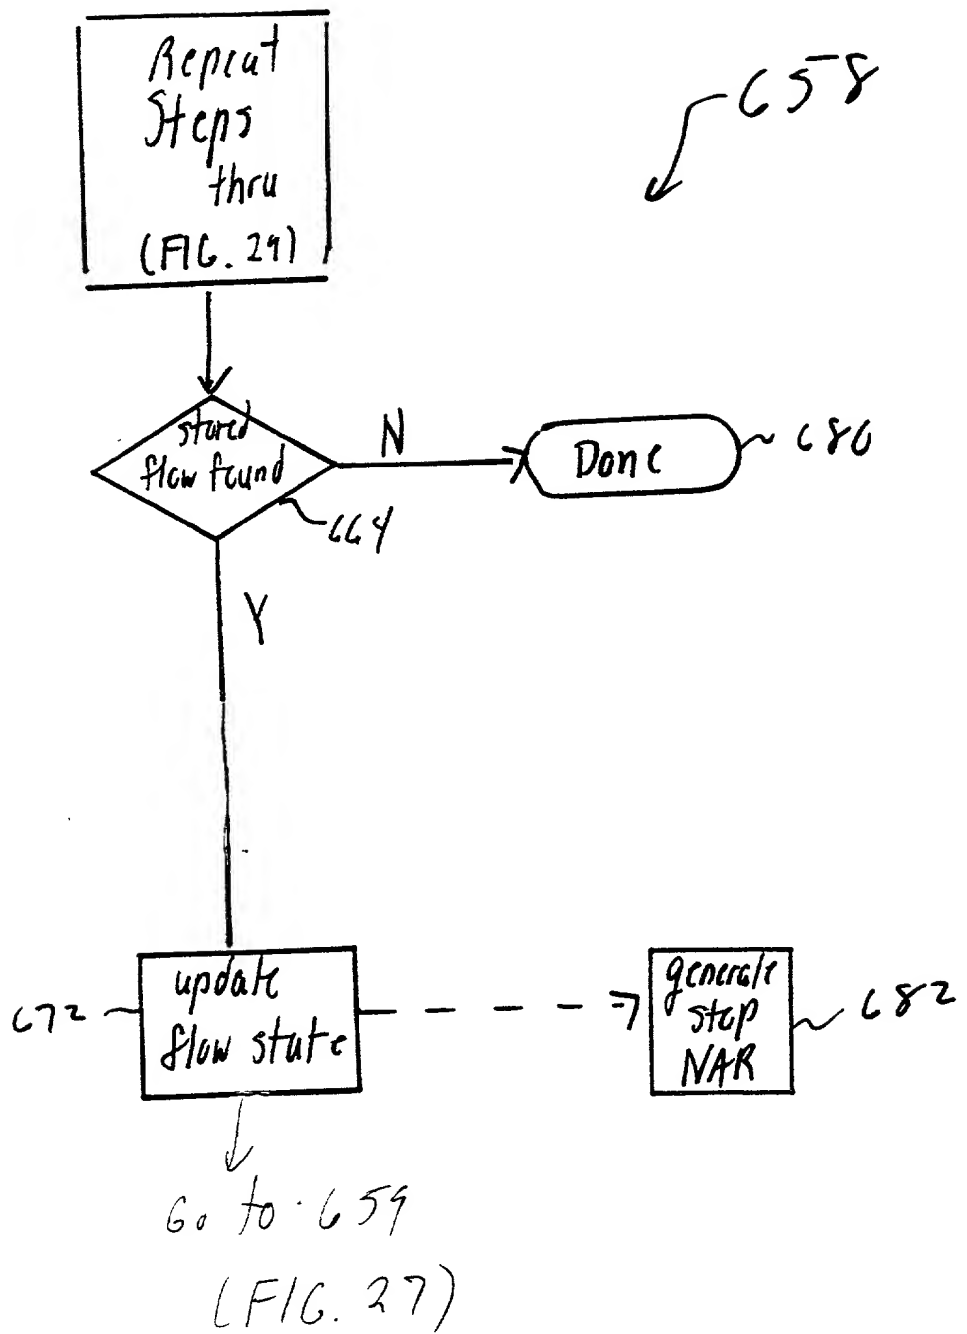 Repeat
Steps
thru
(FIG. 29)
658
stored
flow found
N
Done
680
664
Y
update
flow state
672
generate
stop
NAR
682
Go to 659
(FIG. 27)